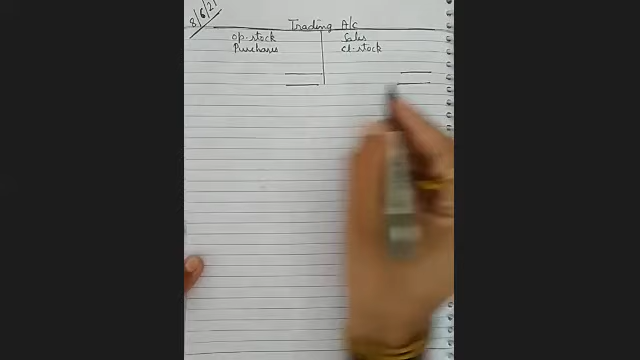 8/6/21
Trading A/C
op-stock
Purchases
Sales
cl-stock